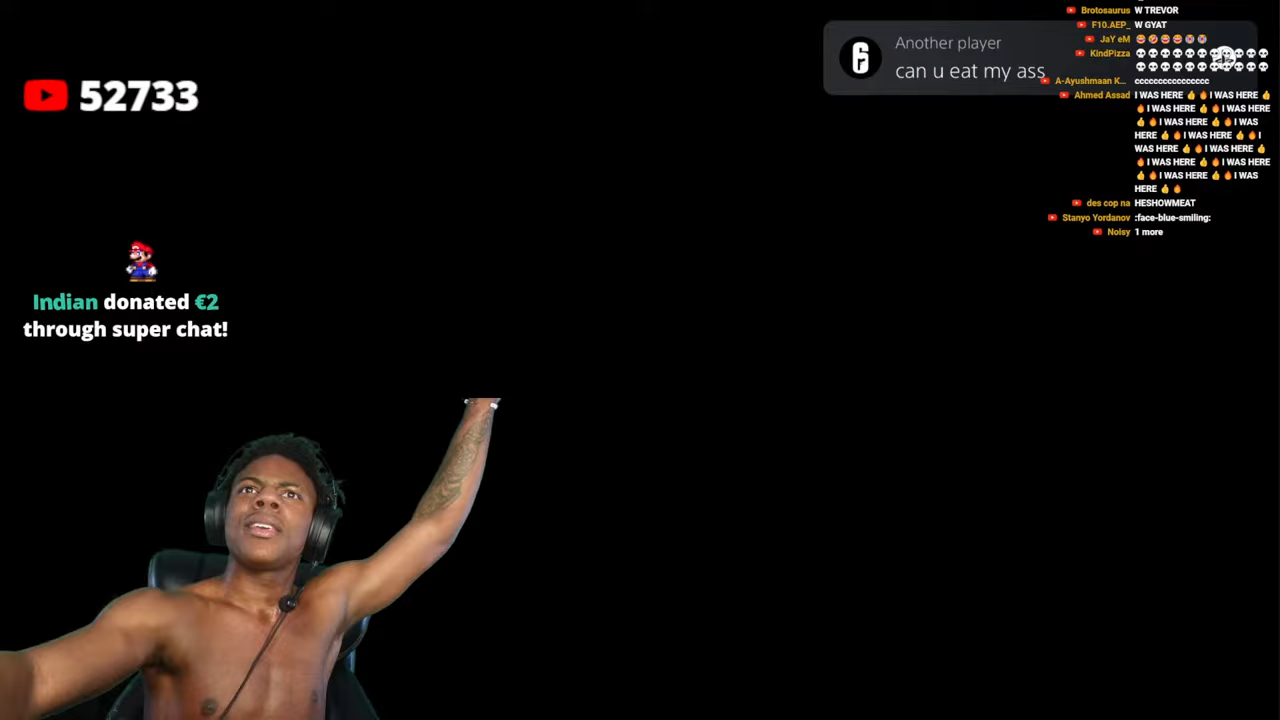 52733
Indian donated €2
through super chat!
Another player
can u eat my ass
Brotosaurus W TREVOR
F10.AEP_ W GYAT
JaY eM 
KindPizza 
A-Ayushmaan K... cccccccccccccccc
Ahmed Assad I WAS HERE 👍🔥I WAS HERE 👍
🔥I WAS HERE 👍🔥I WAS HERE
👍🔥I WAS HERE 👍🔥I WAS
HERE 👍🔥I WAS HERE 👍🔥I
WAS HERE 👍🔥I WAS HERE 👍
🔥I WAS HERE 👍🔥I WAS HERE
👍🔥I WAS HERE 👍🔥I WAS
HERE 👍🔥
des cop na HESHOWMEAT
Stanyo Yordanov :face-blue-smiling:
Noisy 1 more